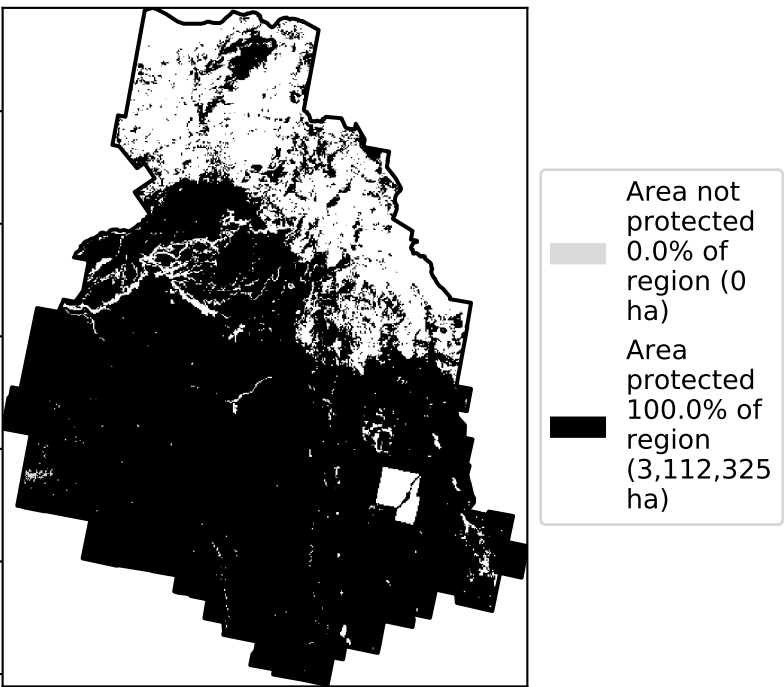 Area not
protected
0.0% of
region (0
ha)
Area
protected
100.0% of
region
(3,112,325
ha)